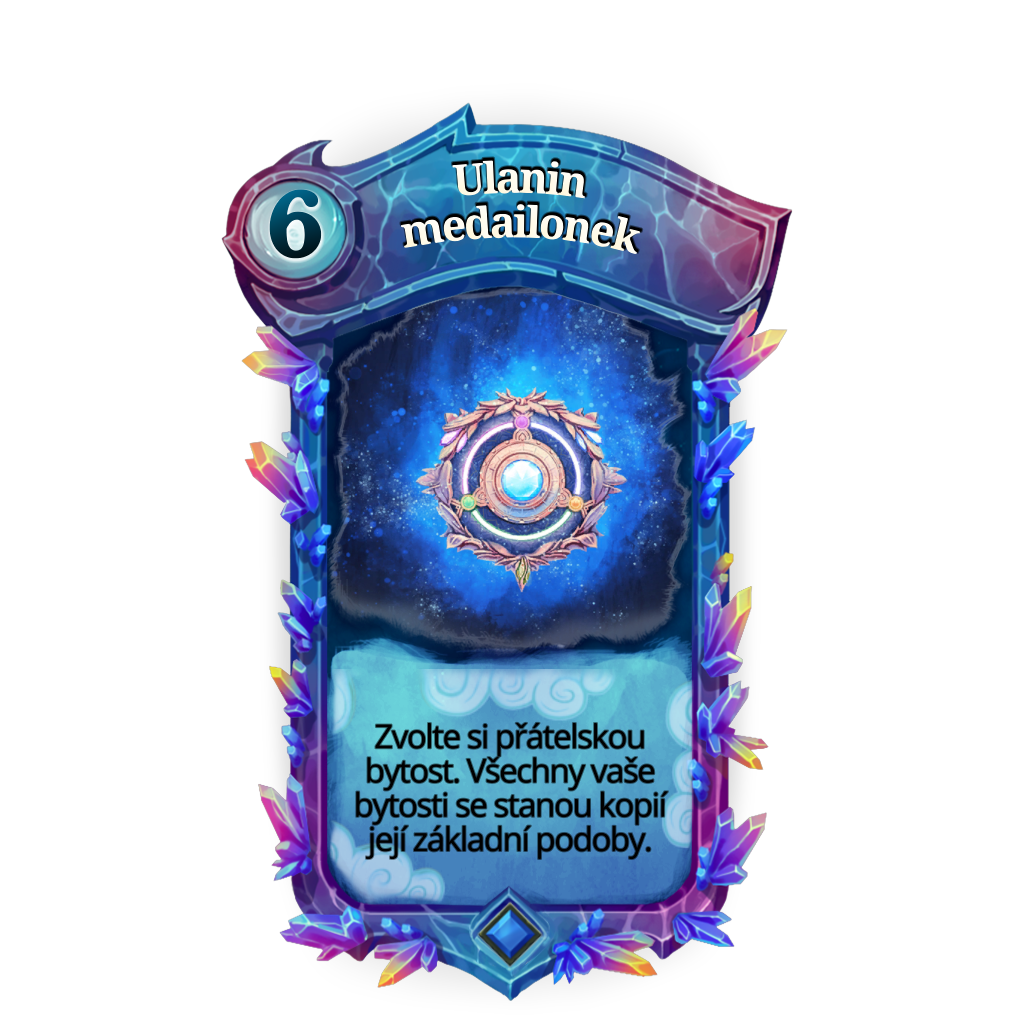 6
Ulanin
medailonek
Zvolte si přátelskou
bytost. Všechny vaše
bytosti se stanou kopií
její základní podoby.